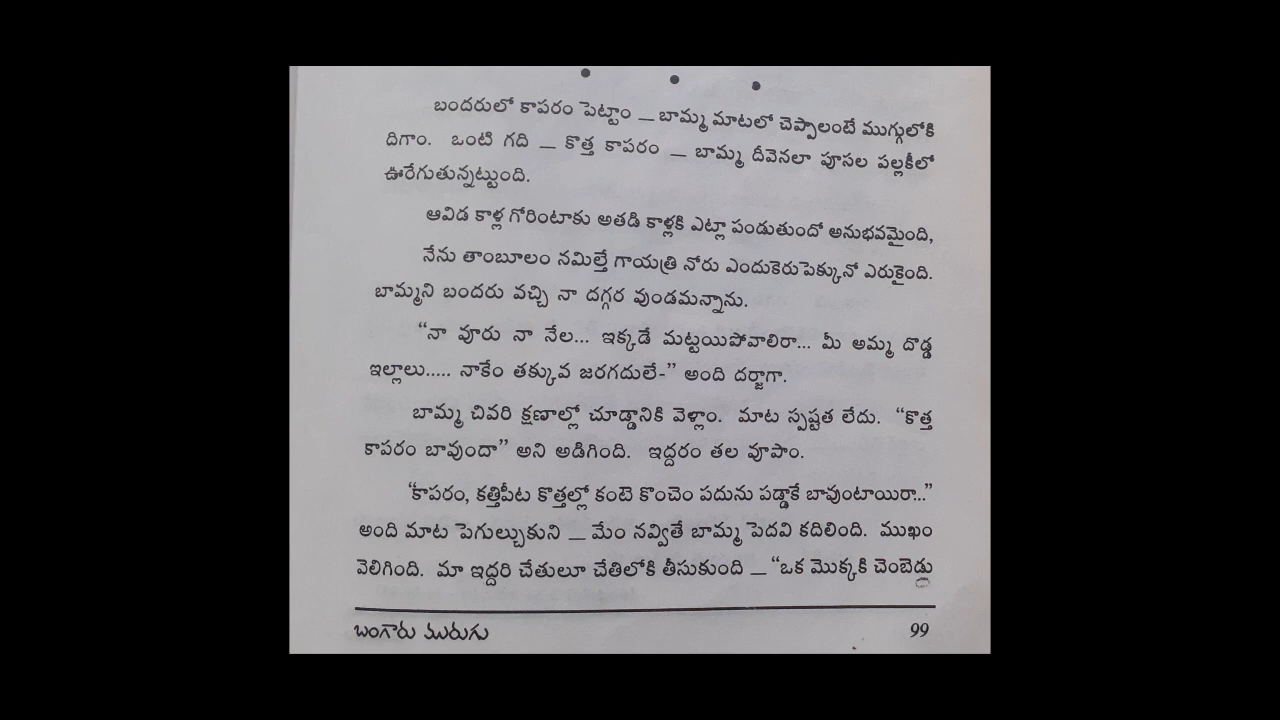 బందరులో కాపరం పెట్టాం — బామ్మ మాటలో చెప్పాలంటే ముగ్గులోకి
దిగాం. ఒంటి గది — కొత్త కాపరం — బామ్మ దీవెనలా పూసల పల్లకీలో
ఊరేగుతున్నట్టుంది.
ఆవిడ కాళ్ల గోరింటాకు అతడి కాళ్లకి ఎట్లా పండుతుందో అనుభవమైంది,
నేను తాంబూలం నమిల్తే గాయత్రి నోరు ఎందుకెరుపెక్కునో ఎరుకైంది.
బామ్మని బందరు వచ్చి నా దగ్గర వుండమన్నాను.
“నా వూరు నా నేల... ఇక్కడే మట్టయిపోవాలిరా... మీ అమ్మ దొడ్డ
ఇల్లాలు..... నాకేం తక్కువ జరగదులే-” అంది దర్జాగా.
బామ్మ చివరి క్షణాల్లో చూడ్డానికి వెళ్లాం. మాట స్పష్టత లేదు. “కొత్త
కాపరం బావుందా” అని అడిగింది. ఇద్దరం తల వూపాం.
“కాపరం, కత్తిపీట కొత్తల్లో కంటె కొంచెం పదును పడ్డాకే బావుంటాయిరా...”
అంది మాట పెగుల్చుకుని — మేం నవ్వితే బామ్మ పెదవి కదిలింది. ముఖం
వెలిగింది. మా ఇద్దరి చేతులూ చేతిలోకి తీసుకుంది — “ఒక మొక్కకి చెంబెడు
బంగారు మురుగు 99